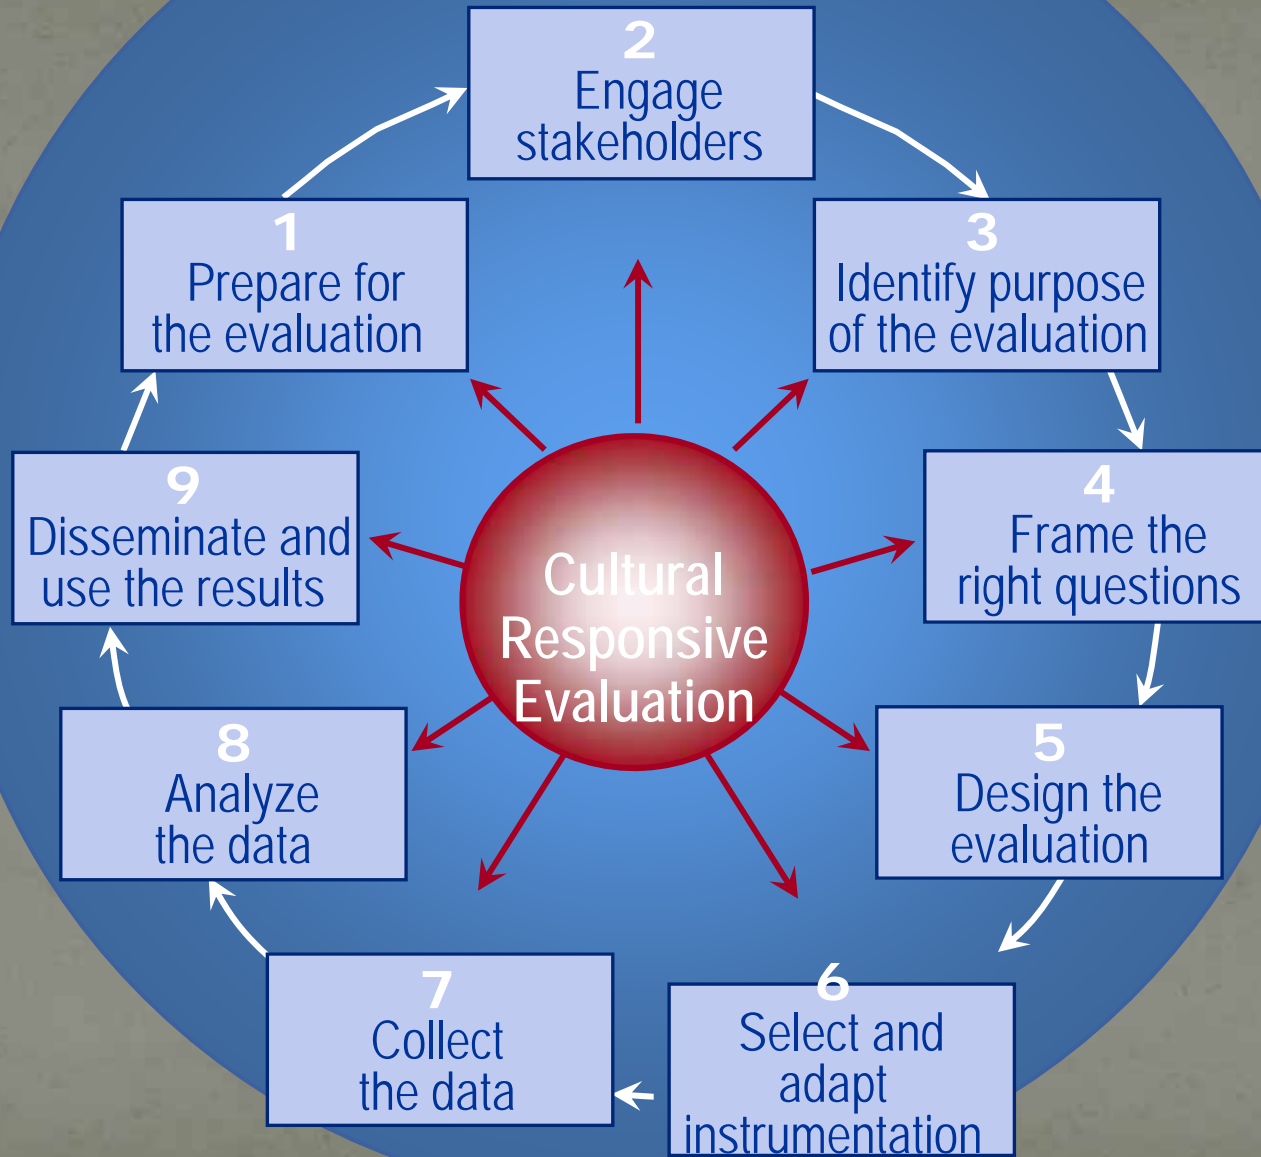 1
Prepare for
the evaluation
2
Engage
stakeholders
3
Identify purpose
of the evaluation
4
Frame the
right questions
5
Design the
evaluation
6
Select and
adapt
instrumentation
7
Collect
the data
8
Analyze
the data
9
Disseminate and
use the results
Cultural
Responsive
Evaluation